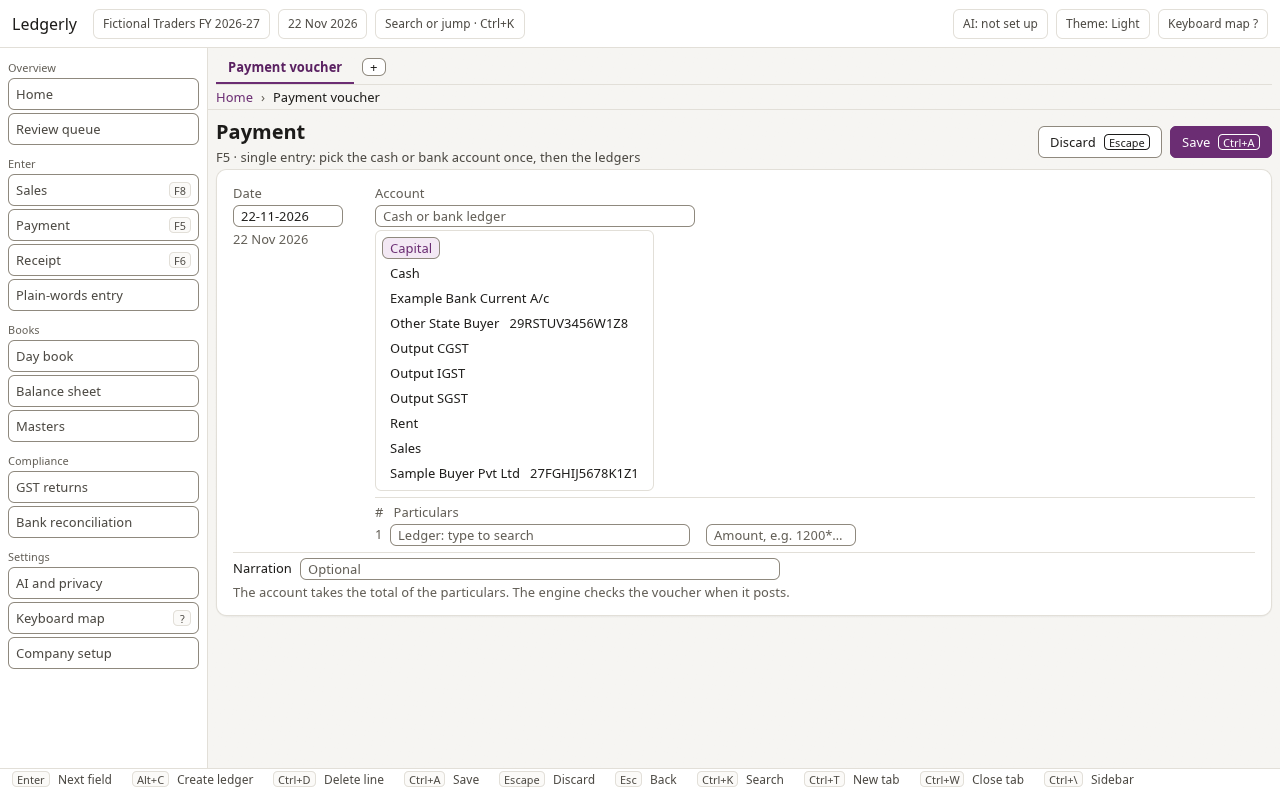 Ledgerly
Fictional Traders FY 2026-27
22 Nov 2026
Search or jump · Ctrl+K
AI: not set up
Theme: Light
Keyboard map ?
Overview
Home
Review queue
Enter
Sales F8
Payment F5
Receipt F6
Plain-words entry
Books
Day book
Balance sheet
Masters
Compliance
GST returns
Bank reconciliation
Settings
AI and privacy
Keyboard map ?
Company setup
Payment voucher +
Home › Payment voucher
Payment
F5 · single entry: pick the cash or bank account once, then the ledgers
Discard Escape
Save Ctrl+A
Date
22-11-2026
22 Nov 2026
Account
Cash or bank ledger
Capital
Cash
Example Bank Current A/c
Other State Buyer 29RSTUV3456W1Z8
Output CGST
Output IGST
Output SGST
Rent
Sales
Sample Buyer Pvt Ltd 27FGHIJ5678K1Z1
# Particulars
1 Ledger: type to search Amount, e.g. 1200*...
Narration Optional
The account takes the total of the particulars. The engine checks the voucher when it posts.
Enter Next field Alt+C Create ledger Ctrl+D Delete line Ctrl+A Save Escape Discard Esc Back Ctrl+K Search Ctrl+T New tab Ctrl+W Close tab Ctrl+\ Sidebar